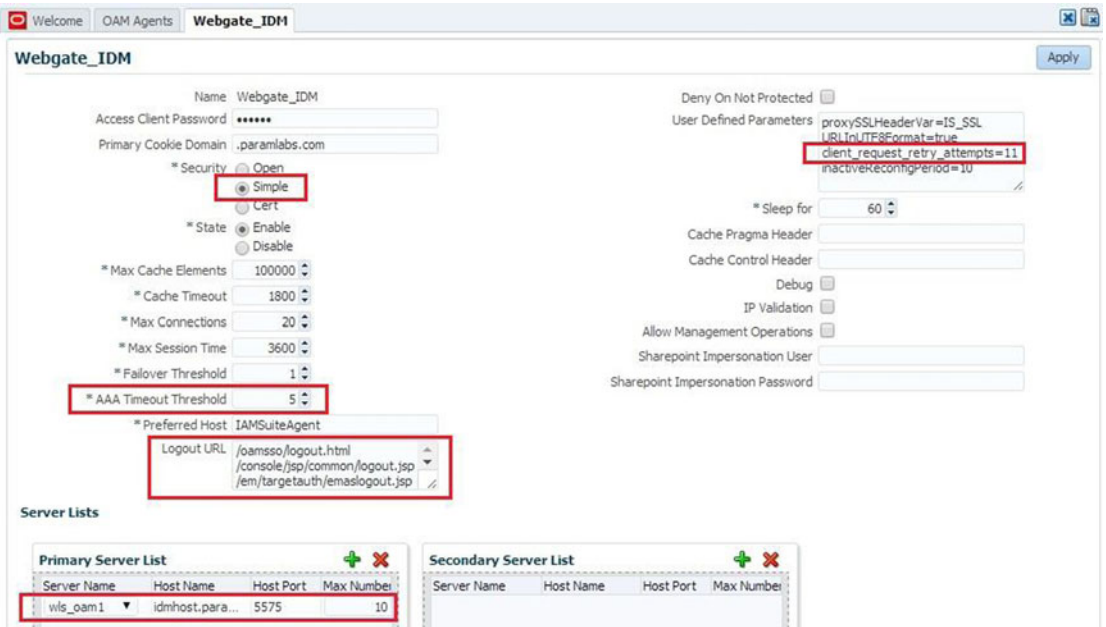 Welcome OAM Agents Webgate_IDM
Webgate_IDM
Apply
Name Webgate_IDM
Access Client Password ••••••
Primary Cookie Domain .paramlabs.com
* Security Open
Simple
Cert
* State Enable
Disable
* Max Cache Elements 100000
* Cache Timeout 1800
* Max Connections 20
* Max Session Time 3600
* Failover Threshold 1
* AAA Timeout Threshold 5
* Preferred Host IAMSuiteAgent
Logout URL /oamsso/logout.html
/console/jsp/common/logout.jsp
/em/targetauth/emaslogout.jsp
Deny On Not Protected
User Defined Parameters proxySSLHeaderVar=IS_SSL
URLInUTF8Format=true
client_request_retry_attempts=11
inactiveReconfigPeriod=10
* Sleep for 60
Cache Pragma Header
Cache Control Header
Debug
IP Validation
Allow Management Operations
Sharepoint Impersonation User
Sharepoint Impersonation Password
Server Lists
Primary Server List
Server Name Host Name Host Port Max Number
wls_oam1 idmhost.para... 5575 10
Secondary Server List
Server Name Host Name Host Port Max Number